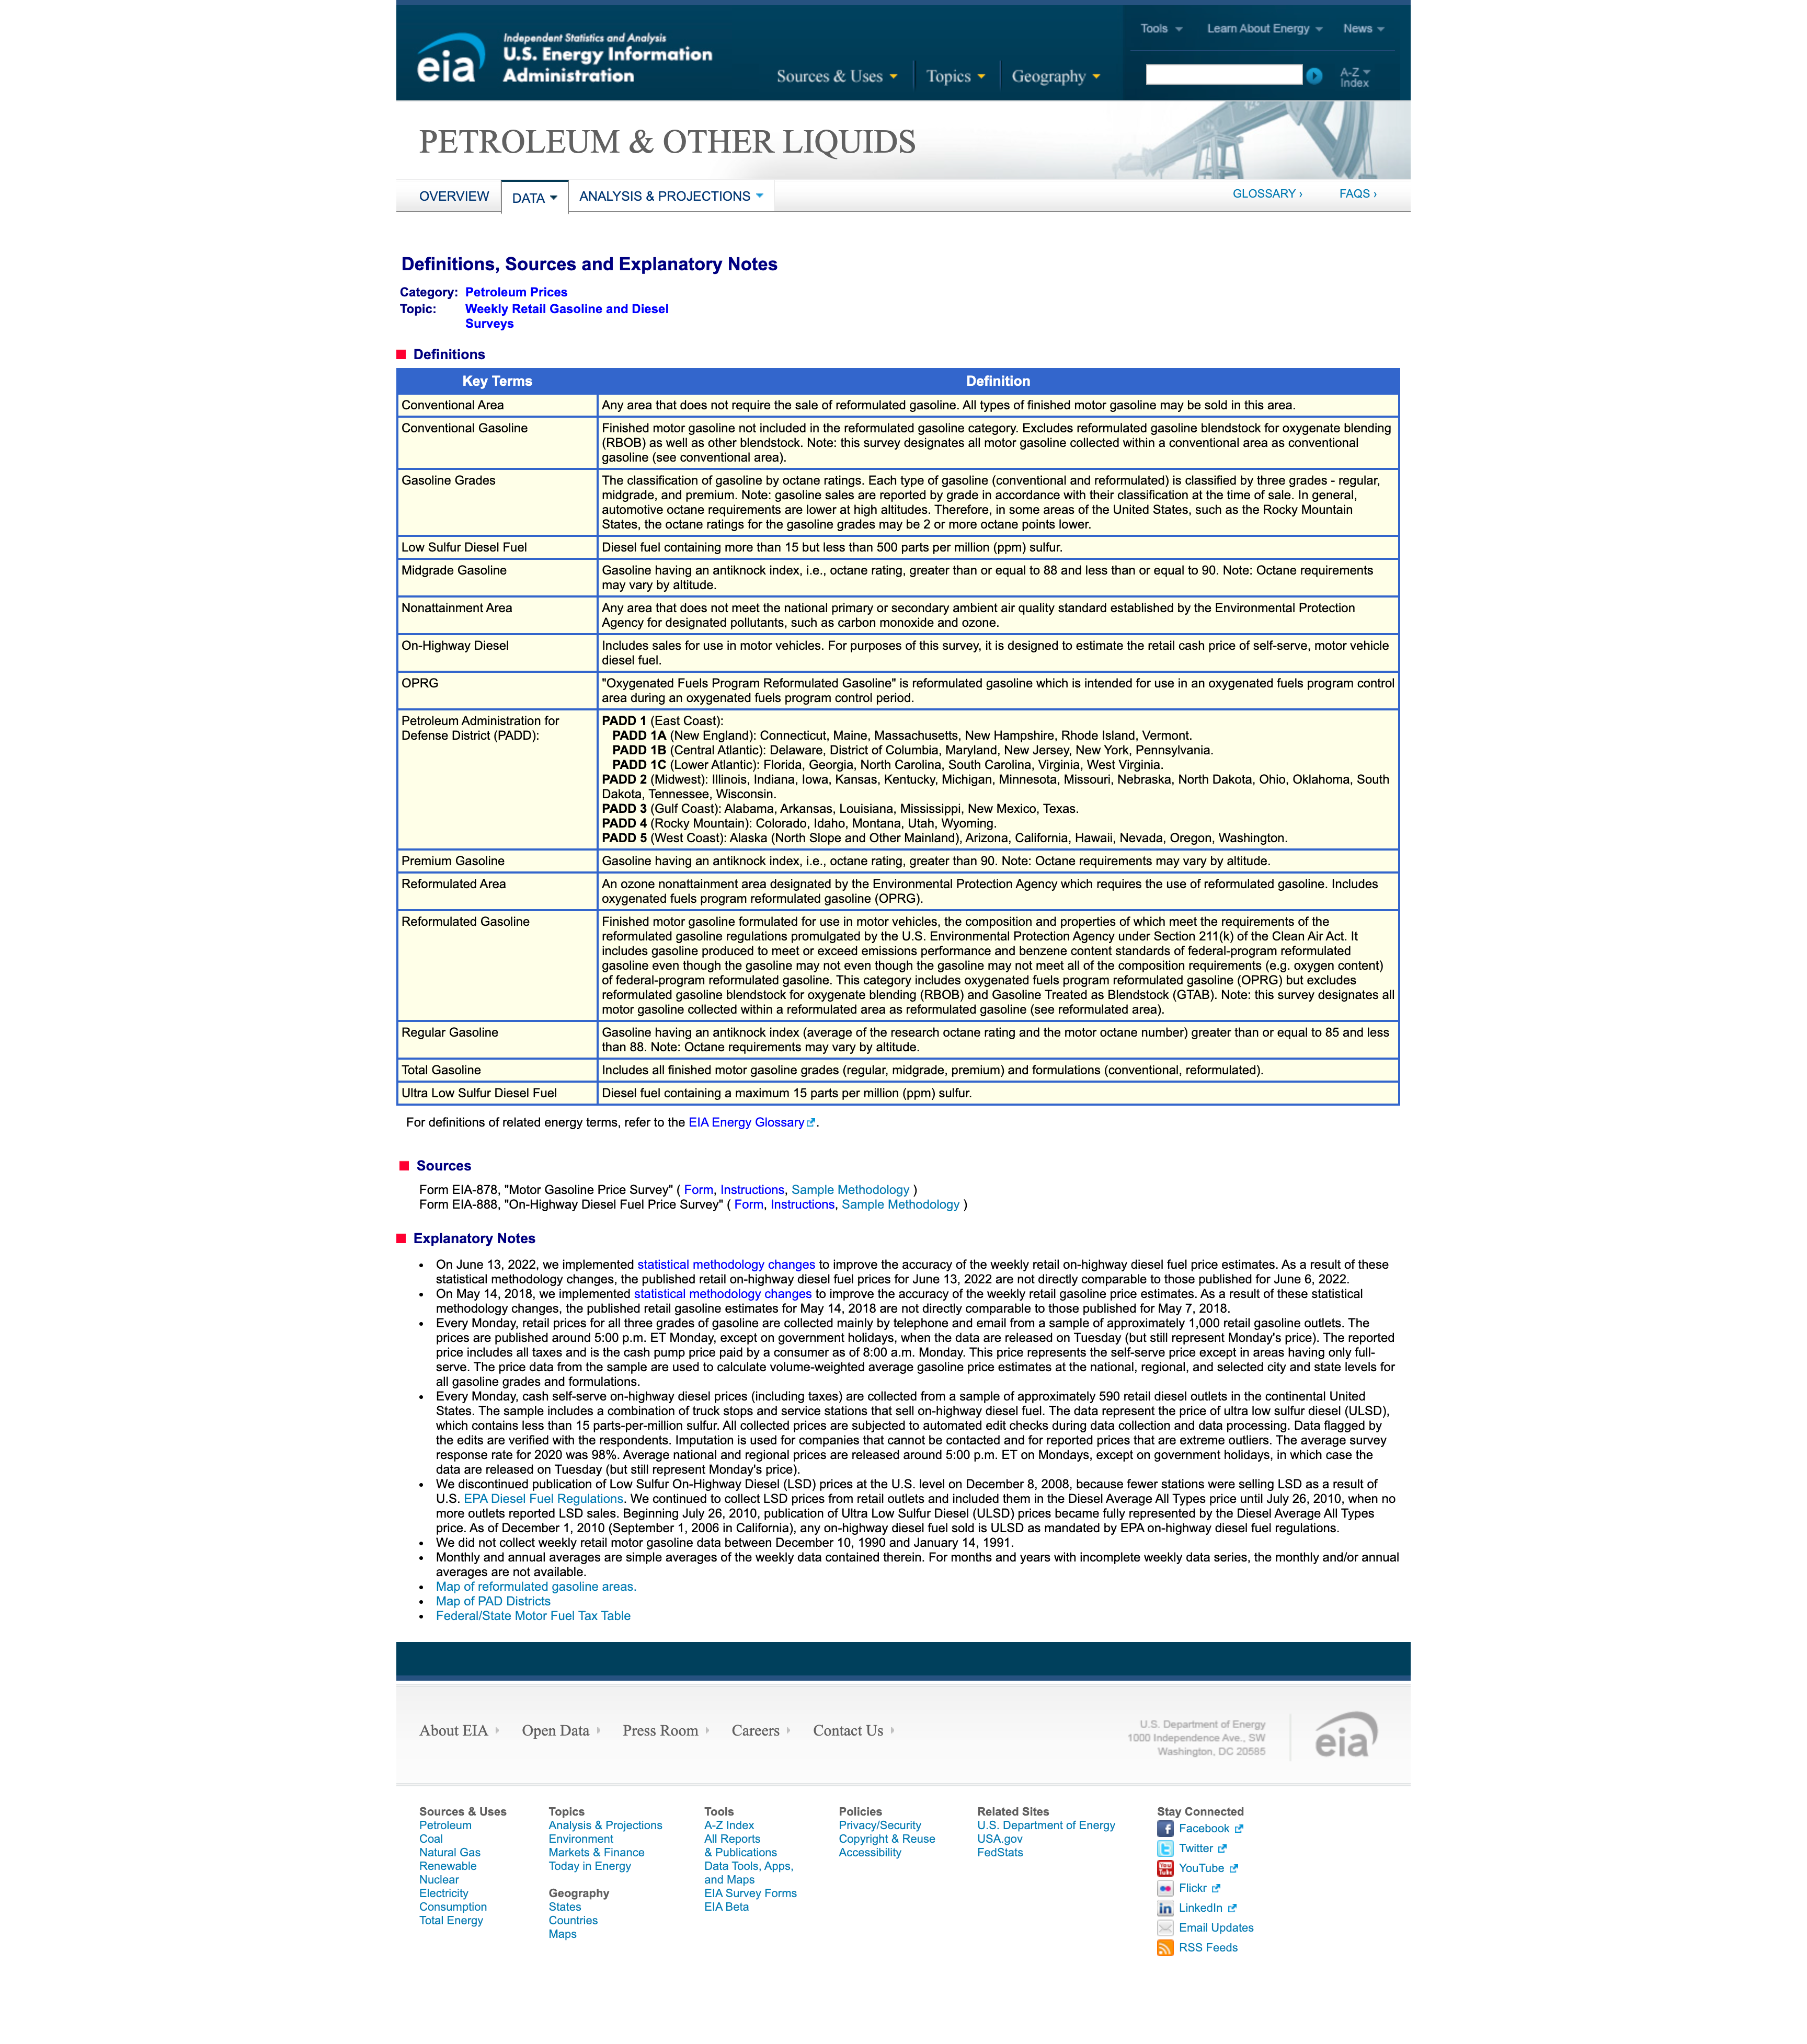 Independent Statistics and Analysis
U.S. Energy Information
Administration
eia
Tools
Learn About Energy
News
Sources & Uses
Topics
Geography
A-Z
Index
PETROLEUM & OTHER LIQUIDS
OVERVIEW
DATA
ANALYSIS & PROJECTIONS
GLOSSARY ›
FAQS ›
Definitions, Sources and Explanatory Notes
Category: Petroleum Prices
Topic: Weekly Retail Gasoline and Diesel
Surveys
Definitions
Key Terms
Definition
Conventional Area
Any area that does not require the sale of reformulated gasoline. All types of finished motor gasoline may be sold in this area.
Conventional Gasoline
Finished motor gasoline not included in the reformulated gasoline category. Excludes reformulated gasoline blendstock for oxygenate blending
(RBOB) as well as other blendstock. Note: this survey designates all motor gasoline collected within a conventional area as conventional
gasoline (see conventional area).
Gasoline Grades
The classification of gasoline by octane ratings. Each type of gasoline (conventional and reformulated) is classified by three grades - regular,
midgrade, and premium. Note: gasoline sales are reported by grade in accordance with their classification at the time of sale. In general,
automotive octane requirements are lower at high altitudes. Therefore, in some areas of the United States, such as the Rocky Mountain
States, the octane ratings for the gasoline grades may be 2 or more octane points lower.
Low Sulfur Diesel Fuel
Diesel fuel containing more than 15 but less than 500 parts per million (ppm) sulfur.
Midgrade Gasoline
Gasoline having an antiknock index, i.e., octane rating, greater than or equal to 88 and less than or equal to 90. Note: Octane requirements
may vary by altitude.
Nonattainment Area
Any area that does not meet the national primary or secondary ambient air quality standard established by the Environmental Protection
Agency for designated pollutants, such as carbon monoxide and ozone.
On-Highway Diesel
Includes sales for use in motor vehicles. For purposes of this survey, it is designed to estimate the retail cash price of self-serve, motor vehicle
diesel fuel.
OPRG
"Oxygenated Fuels Program Reformulated Gasoline" is reformulated gasoline which is intended for use in an oxygenated fuels program control
area during an oxygenated fuels program control period.
Petroleum Administration for
Defense District (PADD):
PADD 1 (East Coast):
PADD 1A (New England): Connecticut, Maine, Massachusetts, New Hampshire, Rhode Island, Vermont.
PADD 1B (Central Atlantic): Delaware, District of Columbia, Maryland, New Jersey, New York, Pennsylvania.
PADD 1C (Lower Atlantic): Florida, Georgia, North Carolina, South Carolina, Virginia, West Virginia.
PADD 2 (Midwest): Illinois, Indiana, Iowa, Kansas, Kentucky, Michigan, Minnesota, Missouri, Nebraska, North Dakota, Ohio, Oklahoma, South
Dakota, Tennessee, Wisconsin.
PADD 3 (Gulf Coast): Alabama, Arkansas, Louisiana, Mississippi, New Mexico, Texas.
PADD 4 (Rocky Mountain): Colorado, Idaho, Montana, Utah, Wyoming.
PADD 5 (West Coast): Alaska (North Slope and Other Mainland), Arizona, California, Hawaii, Nevada, Oregon, Washington.
Premium Gasoline
Gasoline having an antiknock index, i.e., octane rating, greater than 90. Note: Octane requirements may vary by altitude.
Reformulated Area
An ozone nonattainment area designated by the Environmental Protection Agency which requires the use of reformulated gasoline. Includes
oxygenated fuels program reformulated gasoline (OPRG).
Reformulated Gasoline
Finished motor gasoline formulated for use in motor vehicles, the composition and properties of which meet the requirements of the
reformulated gasoline regulations promulgated by the U.S. Environmental Protection Agency under Section 211(k) of the Clean Air Act. It
includes gasoline produced to meet or exceed emissions performance and benzene content standards of federal-program reformulated
gasoline even though the gasoline may not even though the gasoline may not meet all of the composition requirements (e.g. oxygen content)
of federal-program reformulated gasoline. This category includes oxygenated fuels program reformulated gasoline (OPRG) but excludes
reformulated gasoline blendstock for oxygenate blending (RBOB) and Gasoline Treated as Blendstock (GTAB). Note: this survey designates all
motor gasoline collected within a reformulated area as reformulated gasoline (see reformulated area).
Regular Gasoline
Gasoline having an antiknock index (average of the research octane rating and the motor octane number) greater than or equal to 85 and less
than 88. Note: Octane requirements may vary by altitude.
Total Gasoline
Includes all finished motor gasoline grades (regular, midgrade, premium) and formulations (conventional, reformulated).
Ultra Low Sulfur Diesel Fuel
Diesel fuel containing a maximum 15 parts per million (ppm) sulfur.
For definitions of related energy terms, refer to the EIA Energy Glossary.
Sources
Form EIA-878, "Motor Gasoline Price Survey" ( Form, Instructions, Sample Methodology )
Form EIA-888, "On-Highway Diesel Fuel Price Survey" ( Form, Instructions, Sample Methodology )
Explanatory Notes
• On June 13, 2022, we implemented statistical methodology changes to improve the accuracy of the weekly retail on-highway diesel fuel price estimates. As a result of these
statistical methodology changes, the published retail on-highway diesel fuel prices for June 13, 2022 are not directly comparable to those published for June 6, 2022.
• On May 14, 2018, we implemented statistical methodology changes to improve the accuracy of the weekly retail gasoline price estimates. As a result of these statistical
methodology changes, the published retail gasoline estimates for May 14, 2018 are not directly comparable to those published for May 7, 2018.
• Every Monday, retail prices for all three grades of gasoline are collected mainly by telephone and email from a sample of approximately 1,000 retail gasoline outlets. The
prices are published around 5:00 p.m. ET Monday, except on government holidays, when the data are released on Tuesday (but still represent Monday's price). The reported
price includes all taxes and is the cash pump price paid by a consumer as of 8:00 a.m. Monday. This price represents the self-serve price except in areas having only full-
serve. The price data from the sample are used to calculate volume-weighted average gasoline price estimates at the national, regional, and selected city and state levels for
all gasoline grades and formulations.
• Every Monday, cash self-serve on-highway diesel prices (including taxes) are collected from a sample of approximately 590 retail diesel outlets in the continental United
States. The sample includes a combination of truck stops and service stations that sell on-highway diesel fuel. The data represent the price of ultra low sulfur diesel (ULSD),
which contains less than 15 parts-per-million sulfur. All collected prices are subjected to automated edit checks during data collection and data processing. Data flagged by
the edits are verified with the respondents. Imputation is used for companies that cannot be contacted and for reported prices that are extreme outliers. The average survey
response rate for 2020 was 98%. Average national and regional prices are released around 5:00 p.m. ET on Mondays, except on government holidays, in which case the
data are released on Tuesday (but still represent Monday's price).
• We discontinued publication of Low Sulfur On-Highway Diesel (LSD) prices at the U.S. level on December 8, 2008, because fewer stations were selling LSD as a result of
U.S. EPA Diesel Fuel Regulations. We continued to collect LSD prices from retail outlets and included them in the Diesel Average All Types price until July 26, 2010, when no
more outlets reported LSD sales. Beginning July 26, 2010, publication of Ultra Low Sulfur Diesel (ULSD) prices became fully represented by the Diesel Average All Types
price. As of December 1, 2010 (September 1, 2006 in California), any on-highway diesel fuel sold is ULSD as mandated by EPA on-highway diesel fuel regulations.
• We did not collect weekly retail motor gasoline data between December 10, 1990 and January 14, 1991.
• Monthly and annual averages are simple averages of the weekly data contained therein. For months and years with incomplete weekly data series, the monthly and/or annual
averages are not available.
• Map of reformulated gasoline areas.
• Map of PAD Districts
• Federal/State Motor Fuel Tax Table
About EIA
Open Data
Press Room
Careers
Contact Us
U.S. Department of Energy
1000 Independence Ave., SW
Washington, DC 20585
eia
Sources & Uses
Petroleum
Coal
Natural Gas
Renewable
Nuclear
Electricity
Consumption
Total Energy
Topics
Analysis & Projections
Environment
Markets & Finance
Today in Energy
Geography
States
Countries
Maps
Tools
A-Z Index
All Reports
& Publications
Data Tools, Apps,
and Maps
EIA Survey Forms
EIA Beta
Policies
Privacy/Security
Copyright & Reuse
Accessibility
Related Sites
U.S. Department of Energy
USA.gov
FedStats
Stay Connected
Facebook
Twitter
YouTube
Flickr
LinkedIn
Email Updates
RSS Feeds